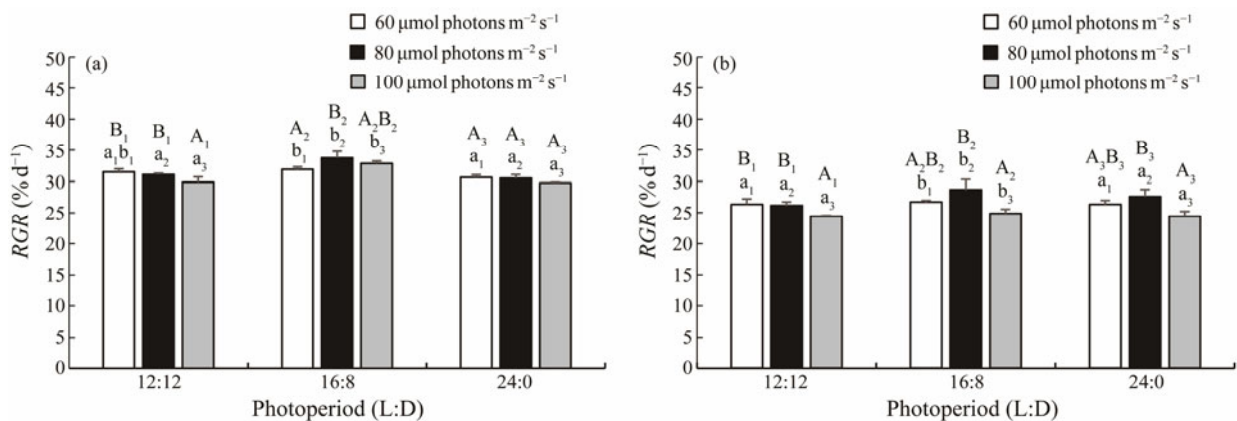 60 μmol photons m⁻² s⁻¹
80 μmol photons m⁻² s⁻¹
100 μmol photons m⁻² s⁻¹
(a)
50
45
40
35
30
25
20
15
10
5
0
RGR (% d⁻¹)
B₁ B₁ A₁
a₁b₁ a₂ a₃
A₂ B₂ A₂B₂
b₁ b₂ b₃
A₃ A₃ A₃
a₁ a₂ a₃
12:12 16:8 24:0
Photoperiod (L:D)
60 μmol photons m⁻² s⁻¹
80 μmol photons m⁻² s⁻¹
100 μmol photons m⁻² s⁻¹
(b)
50
45
40
35
30
25
20
15
10
5
0
RGR (% d⁻¹)
B₁ B₁ A₁
a₁ a₂ a₃
A₂B₂ B₂ A₂
b₁ b₂ b₃
A₃B₃ B₃ A₃
a₁ a₂ a₃
12:12 16:8 24:0
Photoperiod (L:D)